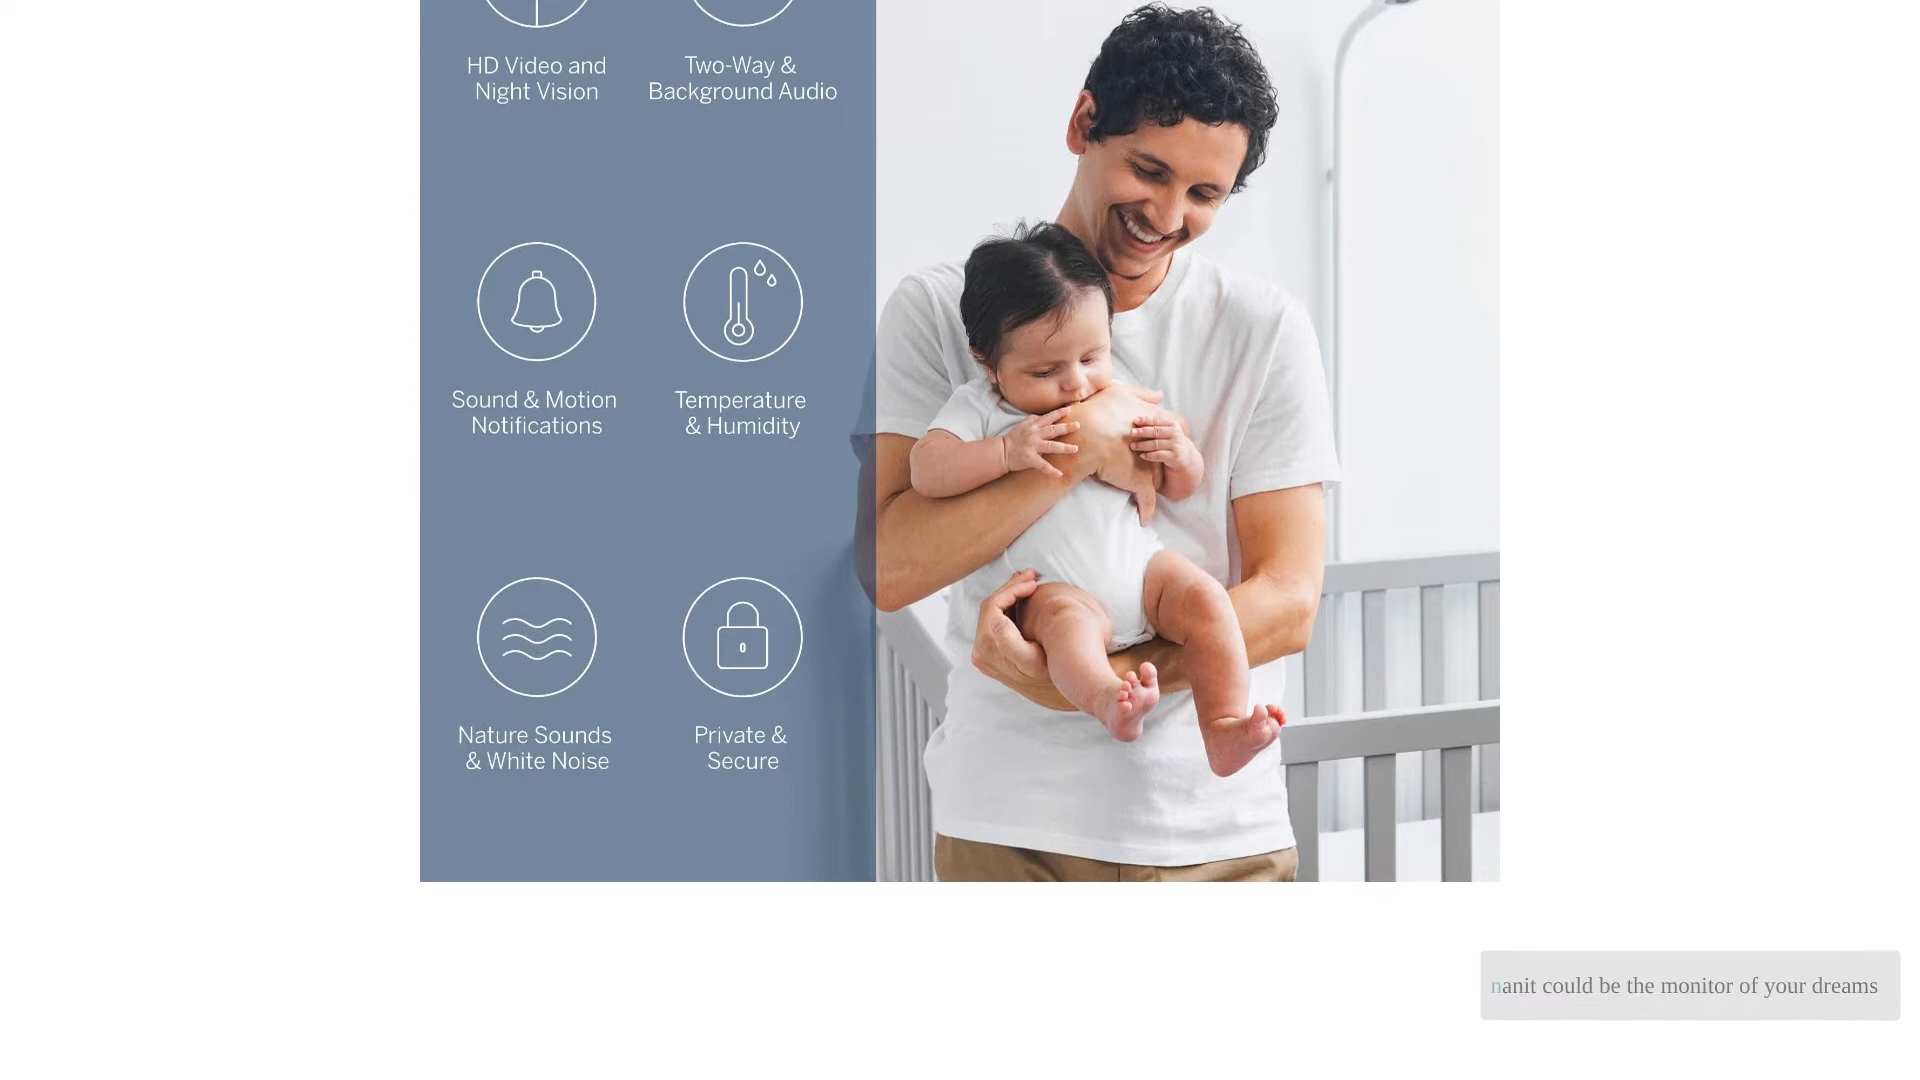 HD Video and
Night Vision
Two-Way &
Background Audio
Sound & Motion
Notifications
Temperature
& Humidity
Nature Sounds
& White Noise
Private &
Secure
nanit could be the monitor of your dreams